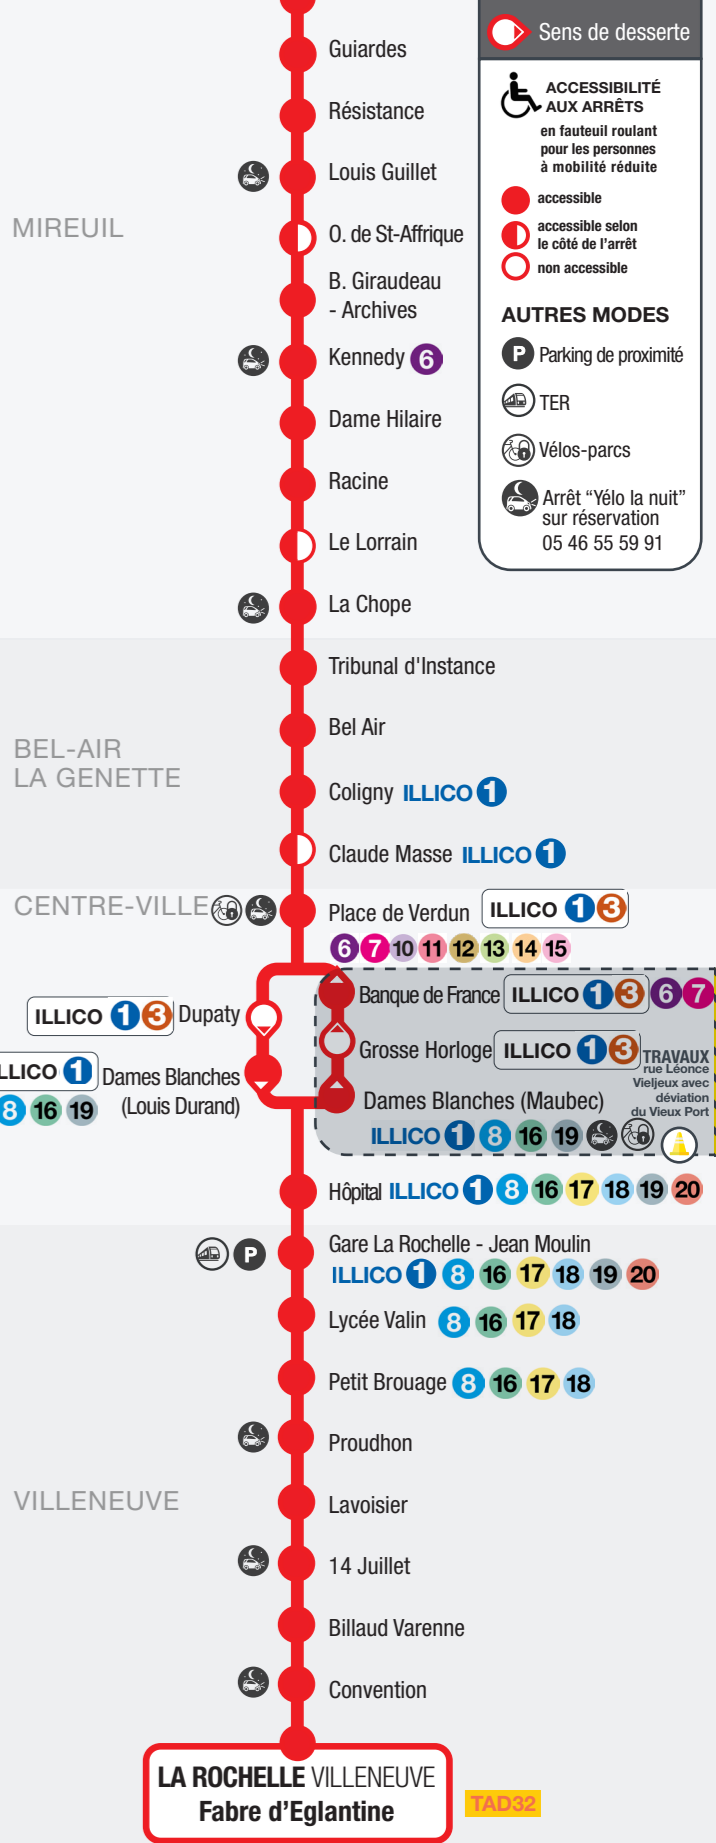 Sens de desserte
ACCESSIBILITÉ
AUX ARRÊTS
en fauteuil roulant
pour les personnes
à mobilité réduite
accessible
accessible selon
le côté de l'arrêt
non accessible
AUTRES MODES
P Parking de proximité
TER
Vélos-parcs
Arrêt “Yélo la nuit”
sur réservation
05 46 55 59 91
MIREUIL
Guiardes
Résistance
Louis Guillet
O. de St-Affrique
B. Giraudeau
- Archives
Kennedy 6
Dame Hilaire
Racine
Le Lorrain
La Chope
BEL-AIR
LA GENETTE
Tribunal d'Instance
Bel Air
Coligny ILLICO 1
Claude Masse ILLICO 1
CENTRE-VILLE
Place de Verdun ILLICO 1 3
6 7 10 11 12 13 14 15
ILLICO 1 3 Dupaty
LLICO 1 Dames Blanches
8 16 19 (Louis Durand)
Banque de France ILLICO 1 3 6 7
Grosse Horloge ILLICO 1 3
Dames Blanches (Maubec)
ILLICO 1 8 16 19
TRAVAUX
rue Léonce
Vieljeux avec
déviation
du Vieux Port
Hôpital ILLICO 1 8 16 17 18 19 20
VILLENEUVE
P Gare La Rochelle - Jean Moulin
ILLICO 1 8 16 17 18 19 20
Lycée Valin 8 16 17 18
Petit Brouage 8 16 17 18
Proudhon
Lavoisier
14 Juillet
Billaud Varenne
Convention
LA ROCHELLE VILLENEUVE
Fabre d’Eglantine
TAD32